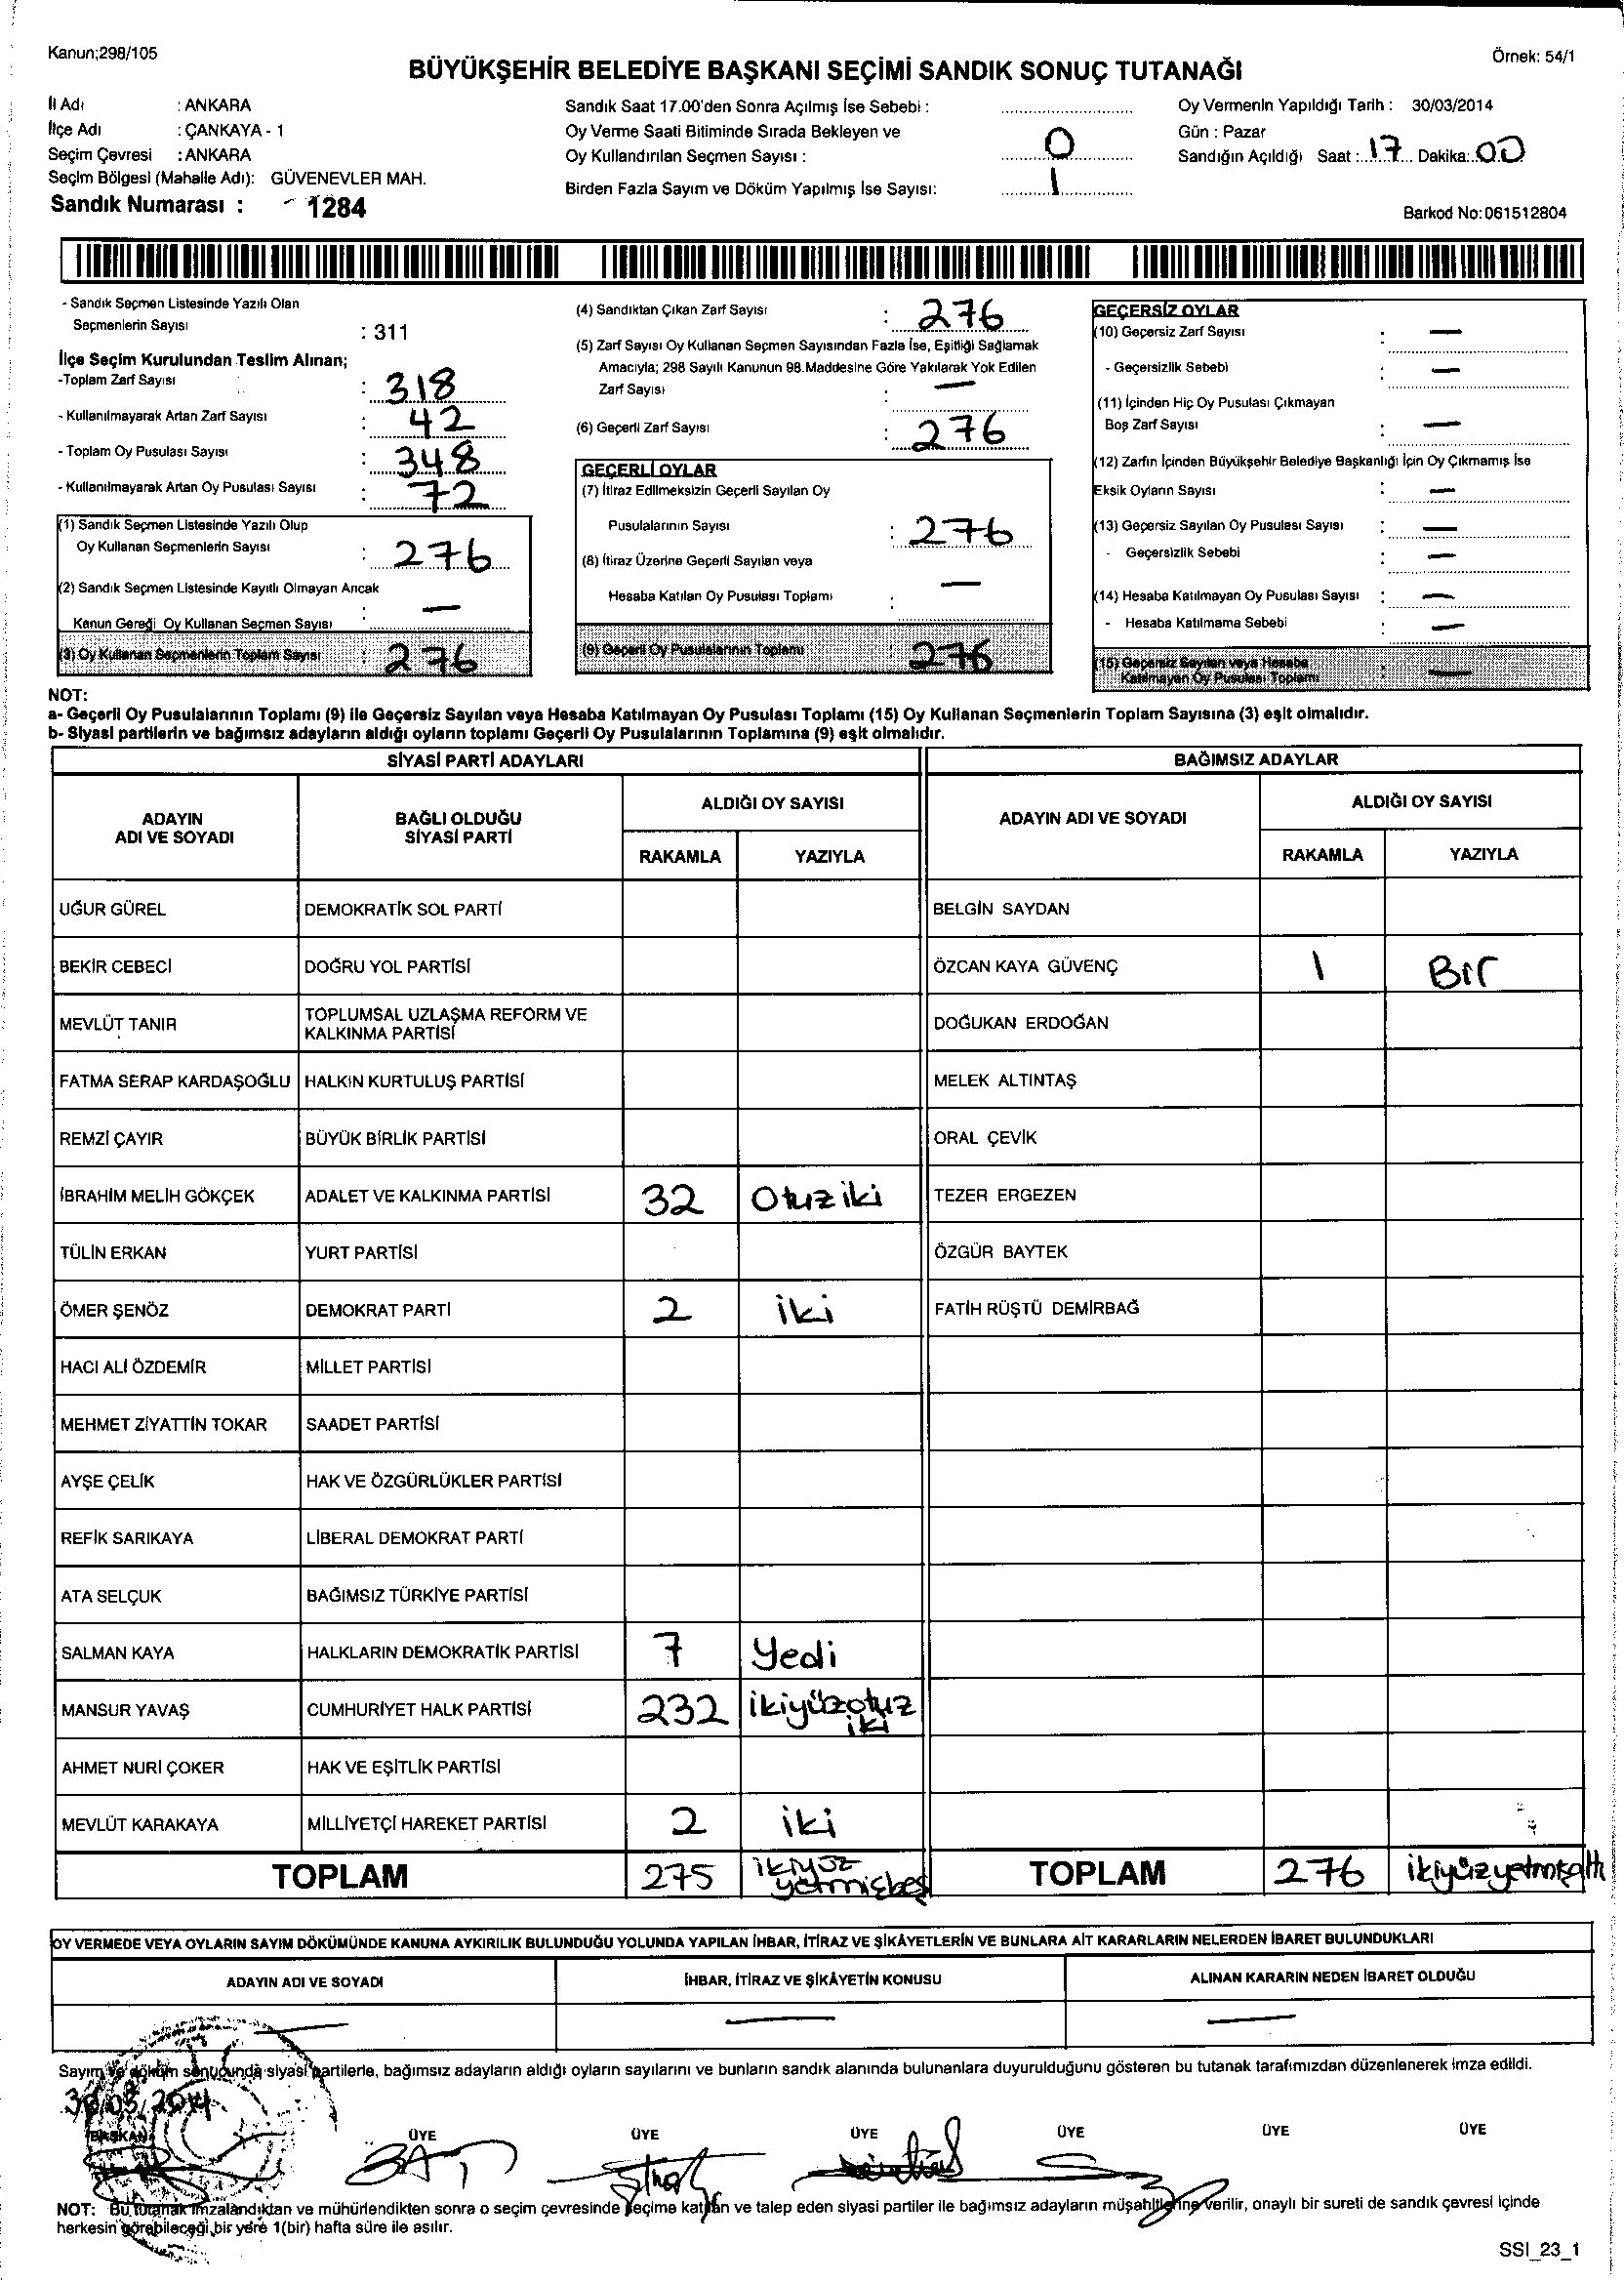 Kanun;298/105
Örnek: 54/1
BÜYÜKŞEHİR BELEDİYE BAŞKANI SEÇİMİ SANDIK SONUÇ TUTANAĞI
İl Adı : ANKARA
İlçe Adı : ÇANKAYA - 1
Seçim Çevresi : ANKARA
Seçim Bölgesi (Mahalle Adı): GÜVENEVLER MAH.
Sandık Numarası : 1284
Sandık Saat 17.00'den Sonra Açılmış İse Sebebi :
Oy Verme Saati Bitiminde Sırada Bekleyen ve
Oy Kullandırılan Seçmen Sayısı : 0
Birden Fazla Sayım ve Döküm Yapılmış İse Sayısı: 1
Oy Vermenin Yapıldığı Tarih : 30/03/2014
Gün : Pazar
Sandığın Açıldığı Saat : 17 Dakika: 00
Barkod No: 061512804
- Sandık Seçmen Listesinde Yazılı Olan
Seçmenlerin Sayısı : 311
İlçe Seçim Kurulundan Teslim Alınan;
-Toplam Zarf Sayısı : 318
- Kullanılmayarak Artan Zarf Sayısı : 42
- Toplam Oy Pusulası Sayısı : 348
- Kullanılmayarak Artan Oy Pusulası Sayısı : 72
(1) Sandık Seçmen Listesinde Yazılı Olup
Oy Kullanan Seçmenlerin Sayısı : 276
(2) Sandık Seçmen Listesinde Kayıtlı Olmayan Ancak
Kanun Gereği Oy Kullanan Seçmen Sayısı : —
(3) Oy Kullanan Seçmenlerin Toplam Sayısı : 276
(4) Sandıktan Çıkan Zarf Sayısı : 276
(5) Zarf Sayısı Oy Kullanan Seçmen Sayısından Fazla İse, Eşitliği Sağlamak
Amacıyla; 298 Sayılı Kanunun 98.Maddesine Göre Yakılarak Yok Edilen
Zarf Sayısı : —
(6) Geçerli Zarf Sayısı : 276
GEÇERLİ OYLAR
(7) İtiraz Edilmeksizin Geçerli Sayılan Oy
Pusulalarının Sayısı : 276
(8) İtiraz Üzerine Geçerli Sayılan veya
Hesaba Katılan Oy Pusulası Toplamı : —
(9) Geçerli Oy Pusulalarının Toplamı 276
GEÇERSİZ OYLAR
(10) Geçersiz Zarf Sayısı : —
- Geçersizlik Sebebi : —
(11) İçinden Hiç Oy Pusulası Çıkmayan
Boş Zarf Sayısı : —
(12) Zarfın İçinden Büyükşehir Belediye Başkanlığı İçin Oy Çıkmamış İse
Eksik Oyların Sayısı : —
(13) Geçersiz Sayılan Oy Pusulası Sayısı : —
- Geçersizlik Sebebi : —
(14) Hesaba Katılmayan Oy Pusulası Sayısı : —
- Hesaba Katılmama Sebebi : —
(15) Geçersiz Sayılan veya Hesaba
Katılmayan Oy Pusulası Toplamı : —
NOT:
a- Geçerli Oy Pusulalarının Toplamı (9) ile Geçersiz Sayılan veya Hesaba Katılmayan Oy Pusulası Toplamı (15) Oy Kullanan Seçmenlerin Toplam Sayısına (3) eşit olmalıdır.
b- Siyasi partilerin ve bağımsız adayların aldığı oyların toplamı Geçerli Oy Pusulalarının Toplamına (9) eşit olmalıdır.
SİYASİ PARTİ ADAYLARI BAĞIMSIZ ADAYLAR
ADAYIN ADI VE SOYADI BAĞLI OLDUĞU SİYASİ PARTİ ALDIĞI OY SAYISI ADAYIN ADI VE SOYADI ALDIĞI OY SAYISI
RAKAMLA YAZIYLA RAKAMLA YAZIYLA
UĞUR GÜREL DEMOKRATİK SOL PARTİ BELGİN SAYDAN
BEKİR CEBECİ DOĞRU YOL PARTİSİ ÖZCAN KAYA GÜVENÇ 1 Bir
MEVLÜT TANIR TOPLUMSAL UZLAŞMA REFORM VE KALKINMA PARTİSİ DOĞUKAN ERDOĞAN
FATMA SERAP KARDAŞOĞLU HALKIN KURTULUŞ PARTİSİ MELEK ALTINTAŞ
REMZİ ÇAYIR BÜYÜK BİRLİK PARTİSİ ORAL ÇEVİK
İBRAHİM MELİH GÖKÇEK ADALET VE KALKINMA PARTİSİ 32 Otuziki TEZER ERGEZEN
TÜLİN ERKAN YURT PARTİSİ ÖZGÜR BAYTEK
ÖMER ŞENÖZ DEMOKRAT PARTİ 2 iki FATİH RÜŞTÜ DEMİRBAĞ
HACI ALİ ÖZDEMİR MİLLET PARTİSİ
MEHMET ZİYATTİN TOKAR SAADET PARTİSİ
AYŞE ÇELİK HAK VE ÖZGÜRLÜKLER PARTİSİ
REFİK SARIKAYA LİBERAL DEMOKRAT PARTİ
ATA SELÇUK BAĞIMSIZ TÜRKİYE PARTİSİ
SALMAN KAYA HALKLARIN DEMOKRATİK PARTİSİ 7 Yedi
MANSUR YAVAŞ CUMHURİYET HALK PARTİSİ 232 ikiyüzotuz iki
AHMET NURİ ÇOKER HAK VE EŞİTLİK PARTİSİ
MEVLÜT KARAKAYA MİLLİYETÇİ HAREKET PARTİSİ 2 iki
TOPLAM 275 ikiyüz yetmişbeş TOPLAM 276 ikiyüzyetmişaltı
OY VERMEDE VEYA OYLARIN SAYIM DÖKÜMÜNDE KANUNA AYKIRILIK BULUNDUĞU YOLUNDA YAPILAN İHBAR, İTİRAZ VE ŞİKÂYETLERİN VE BUNLARA AİT KARARLARIN NELERDEN İBARET BULUNDUKLARI
ADAYIN ADI VE SOYADI İHBAR, İTİRAZ VE ŞİKÂYETİN KONUSU ALINAN KARARIN NEDEN İBARET OLDUĞU
— — —
Sayım ve döküm sonucunda siyasi partilerle, bağımsız adayların aldığı oyların sayılarını ve bunların sandık alanında bulunanlara duyurulduğunu gösteren bu tutanak tarafımızdan düzenlenerek imza edildi.
30/03/2014
BAŞKAN ÜYE ÜYE ÜYE ÜYE ÜYE ÜYE
NOT: Bu tutanak imzalandıktan ve mühürlendikten sonra o seçim çevresinde seçime katılan ve talep eden siyasi partiler ile bağımsız adayların müşahitlerine verilir, onaylı bir sureti de sandık çevresi içinde
herkesin görebileceği bir yere 1(bir) hafta süre ile asılır.
SSI_23_1